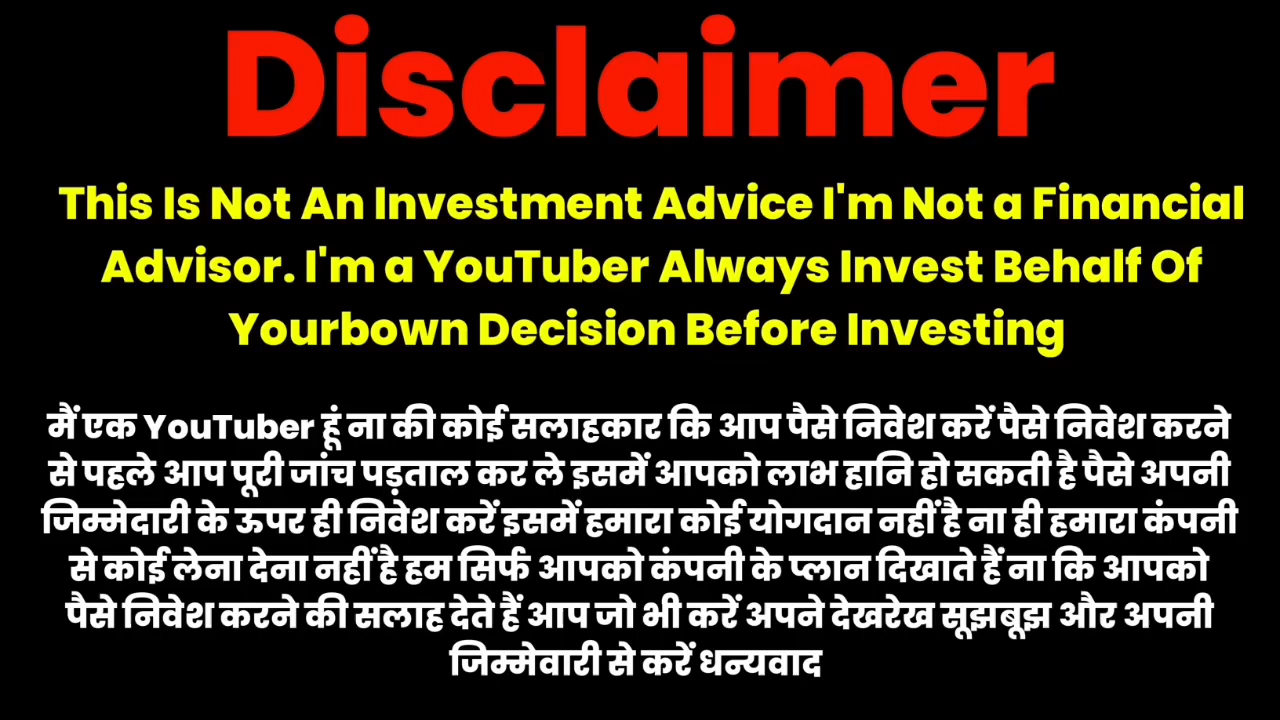 Disclaimer
This Is Not An Investment Advice I'm Not a Financial
Advisor. I'm a YouTuber Always Invest Behalf Of
Yourbown Decision Before Investing
मैं एक YouTuber हूं ना की कोई सलाहकार कि आप पैसे निवेश करें पैसे निवेश करने
से पहले आप पूरी जांच पड़ताल कर ले इसमें आपको लाभ हानि हो सकती है पैसे अपनी
जिम्मेदारी के ऊपर ही निवेश करें इसमें हमारा कोई योगदान नहीं है ना ही हमारा कंपनी
से कोई लेना देना नहीं है हम सिर्फ आपको कंपनी के प्लान दिखाते हैं ना कि आपको
पैसे निवेश करने की सलाह देते हैं आप जो भी करें अपने देखरेख सूझबूझ और अपनी
जिम्मेवारी से करें धन्यवाद